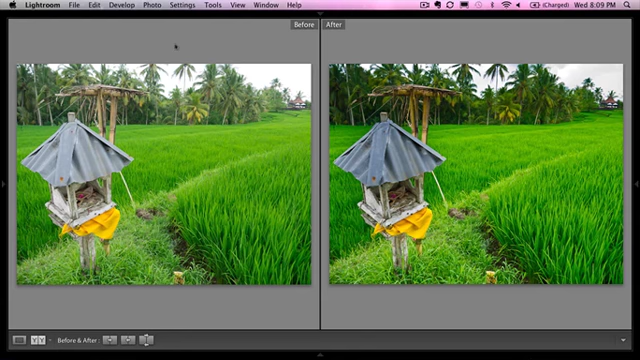 Lightroom File Edit Develop Photo Settings Tools View Window Help (Charged) Wed 8:09 PM
Before After
Before & After :